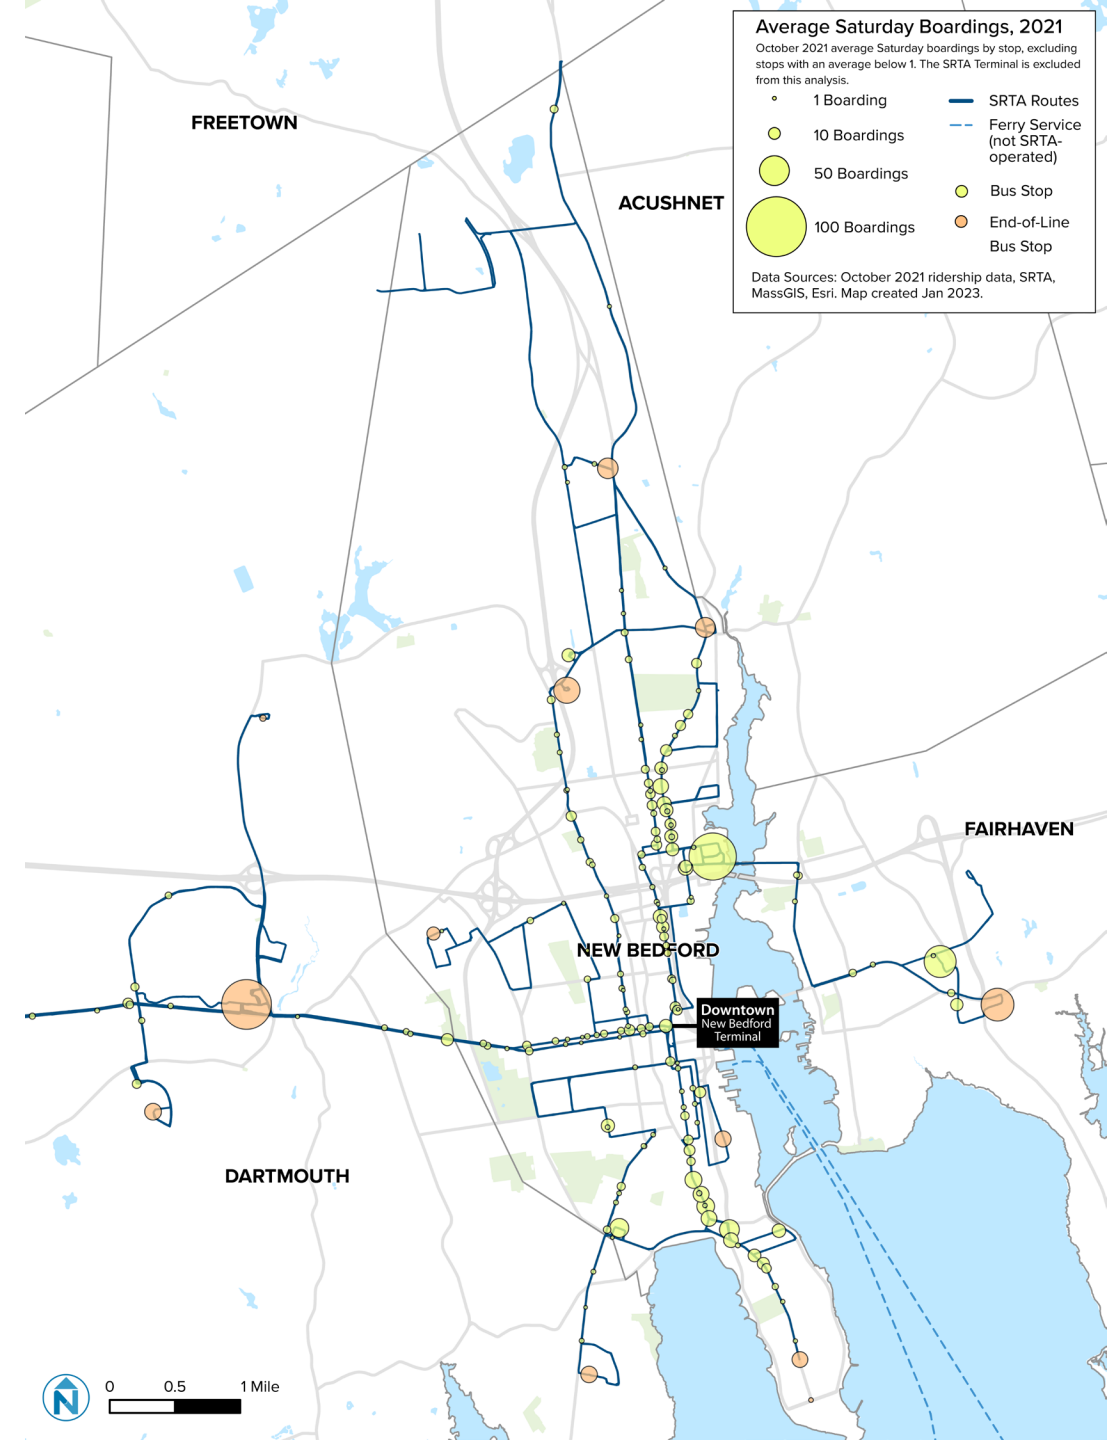 Average Saturday Boardings, 2021
October 2021 average Saturday boardings by stop, excluding
stops with an average below 1. The SRTA Terminal is excluded
from this analysis.
1 Boarding
10 Boardings
50 Boardings
100 Boardings
SRTA Routes
Ferry Service
(not SRTA-
operated)
Bus Stop
End-of-Line
Bus Stop
Data Sources: October 2021 ridership data, SRTA,
MassGIS, Esri. Map created Jan 2023.
FREETOWN
ACUSHNET
FAIRHAVEN
NEW BEDFORD
Downtown
New Bedford
Terminal
DARTMOUTH
N
0 0.5 1 Mile